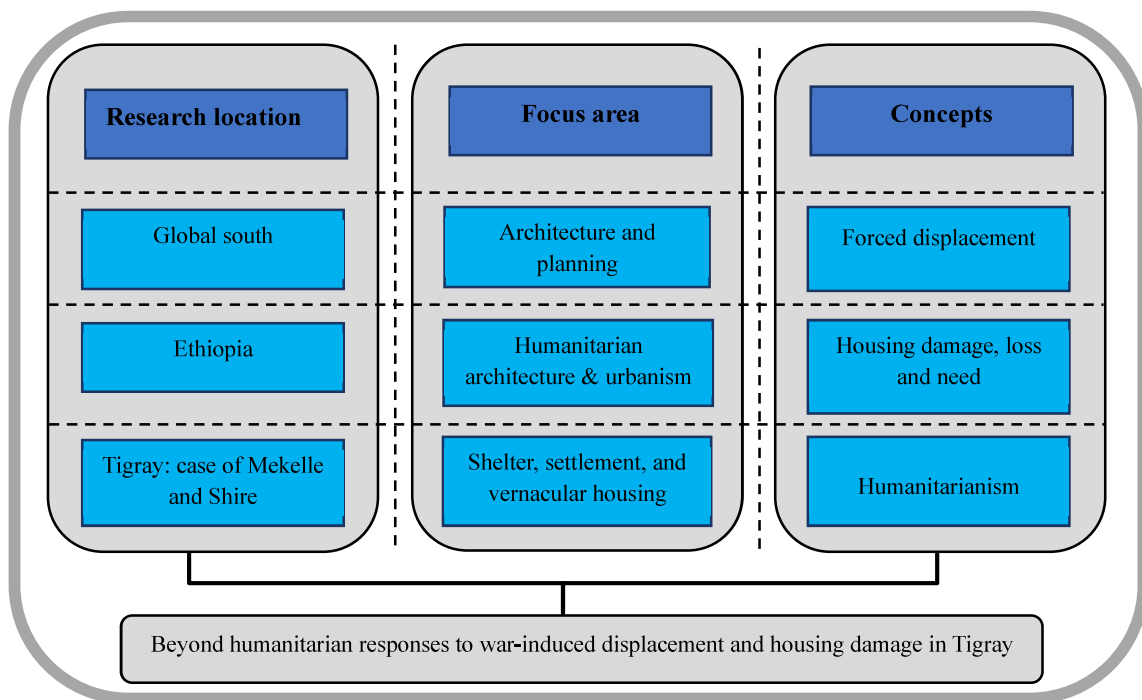 Research location
Focus area
Concepts
Global south
Architecture and
planning
Forced displacement
Ethiopia
Humanitarian
architecture & urbanism
Housing damage, loss
and need
Tigray: case of Mekelle
and Shire
Shelter, settlement, and
vernacular housing
Humanitarianism
Beyond humanitarian responses to war-induced displacement and housing damage in Tigray